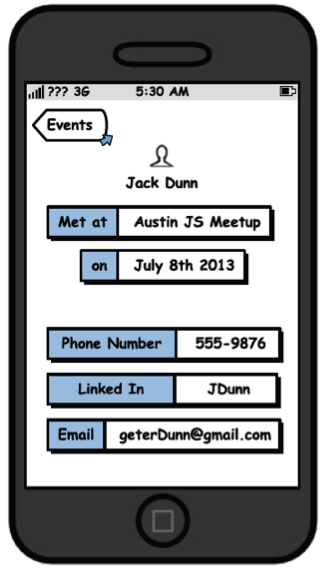 ??? 3G 5:30 AM
Events
Jack Dunn
Met at Austin JS Meetup
on July 8th 2013
Phone Number 555-9876
Linked In JDunn
Email geterDunn@gmail.com